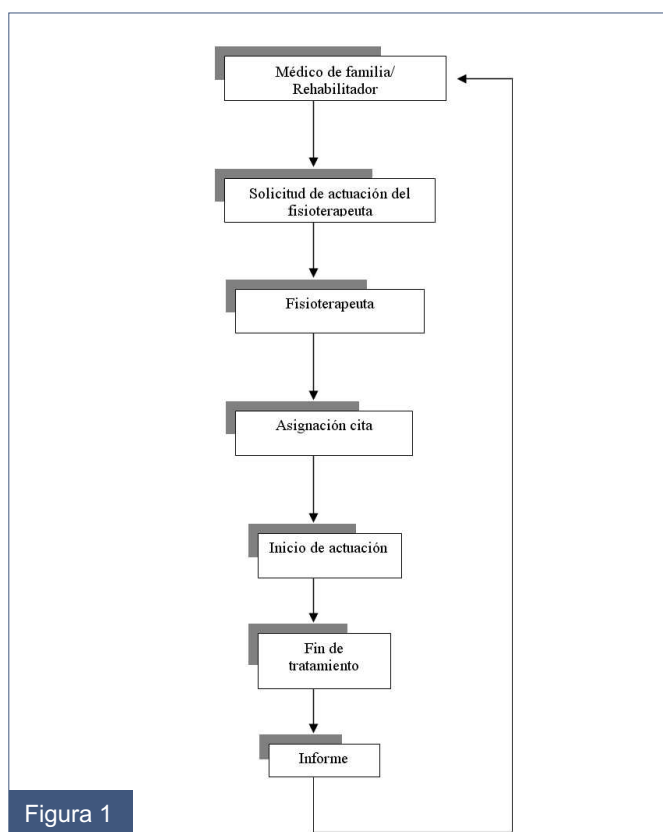 Médico de familia/
Rehabilitador
Solicitud de actuación del
fisioterapeuta
Fisioterapeuta
Asignación cita
Inicio de actuación
Fin de
tratamiento
Informe
Figura 1